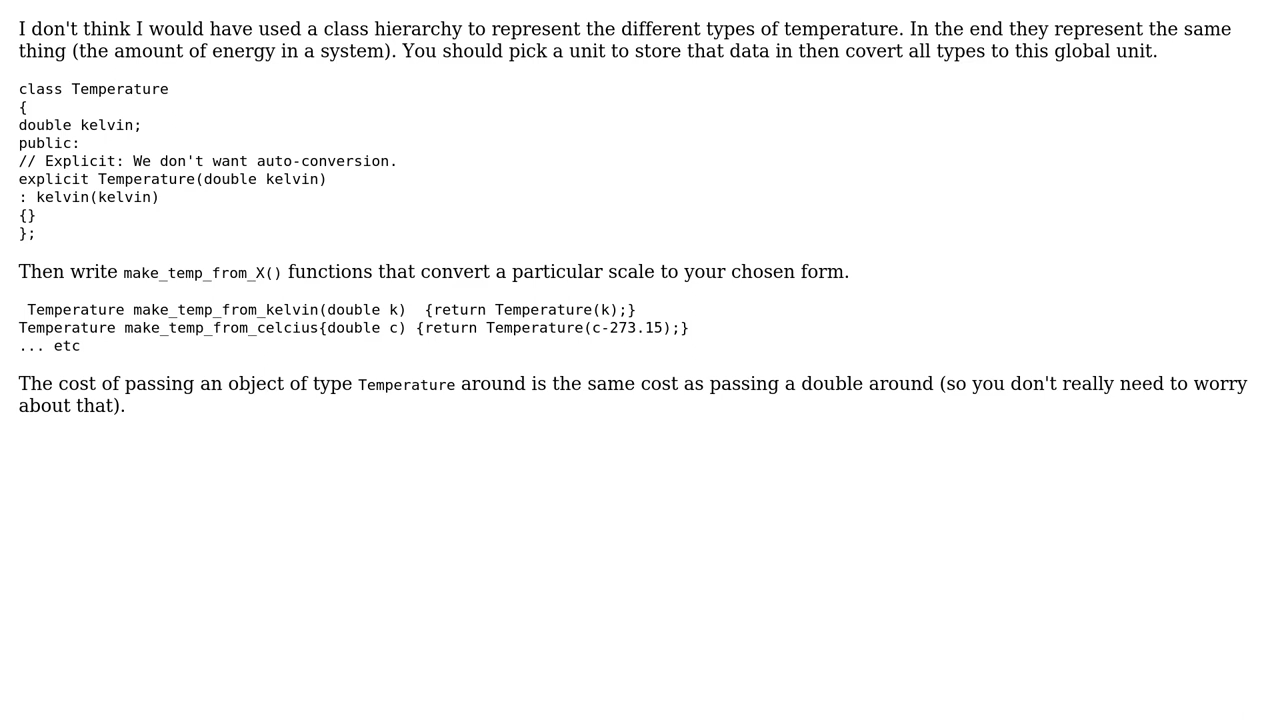 I don't think I would have used a class hierarchy to represent the different types of temperature. In the end they represent the same
thing (the amount of energy in a system). You should pick a unit to store that data in then covert all types to this global unit.
class Temperature
{
double kelvin;
public:
// Explicit: We don't want auto-conversion.
explicit Temperature(double kelvin)
: kelvin(kelvin)
{}
};
Then write make_temp_from_X() functions that convert a particular scale to your chosen form.
Temperature make_temp_from_kelvin(double k)  {return Temperature(k);}
Temperature make_temp_from_celcius{double c) {return Temperature(c-273.15);}
... etc
The cost of passing an object of type Temperature around is the same cost as passing a double around (so you don't really need to worry
about that).